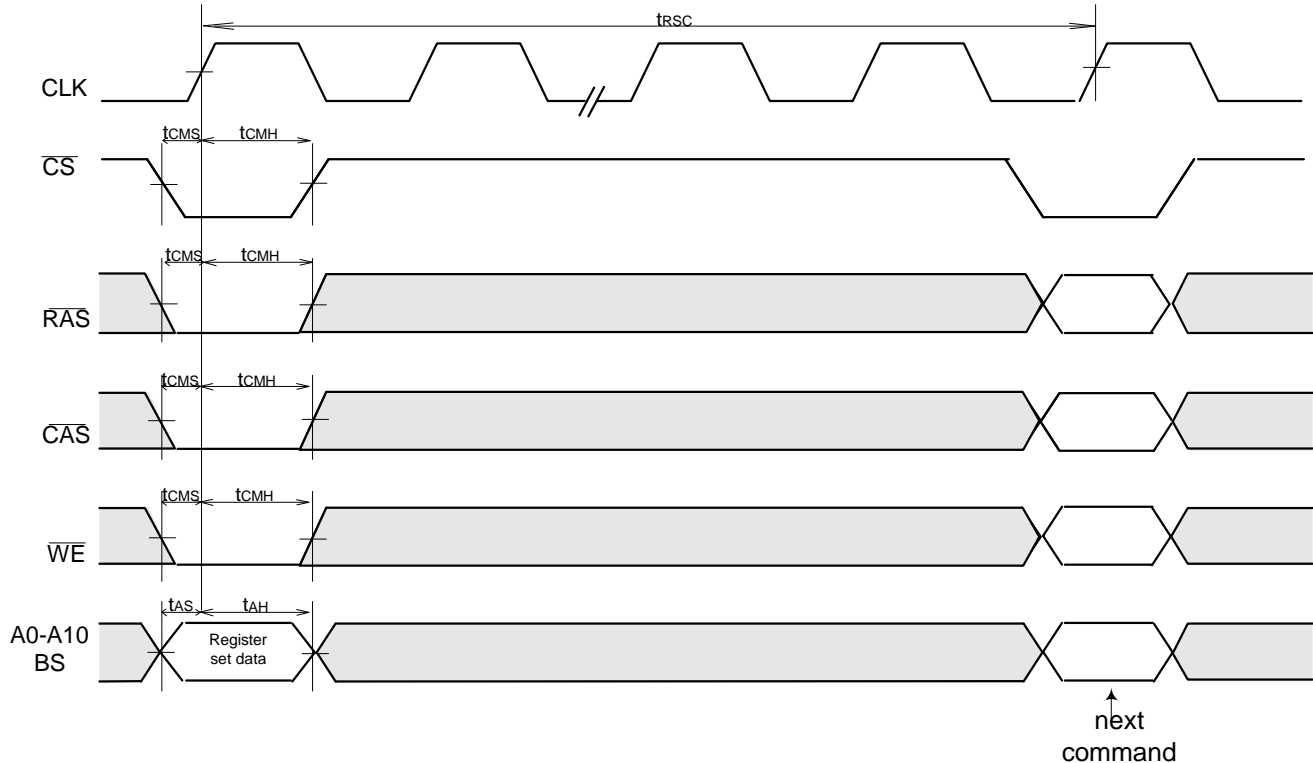 tRSC
CLK
tCMS tCMH
CS
tCMS tCMH
RAS
tCMS tCMH
CAS
tCMS tCMH
WE
tAS tAH
A0-A10
BS
Register
set data
next
command